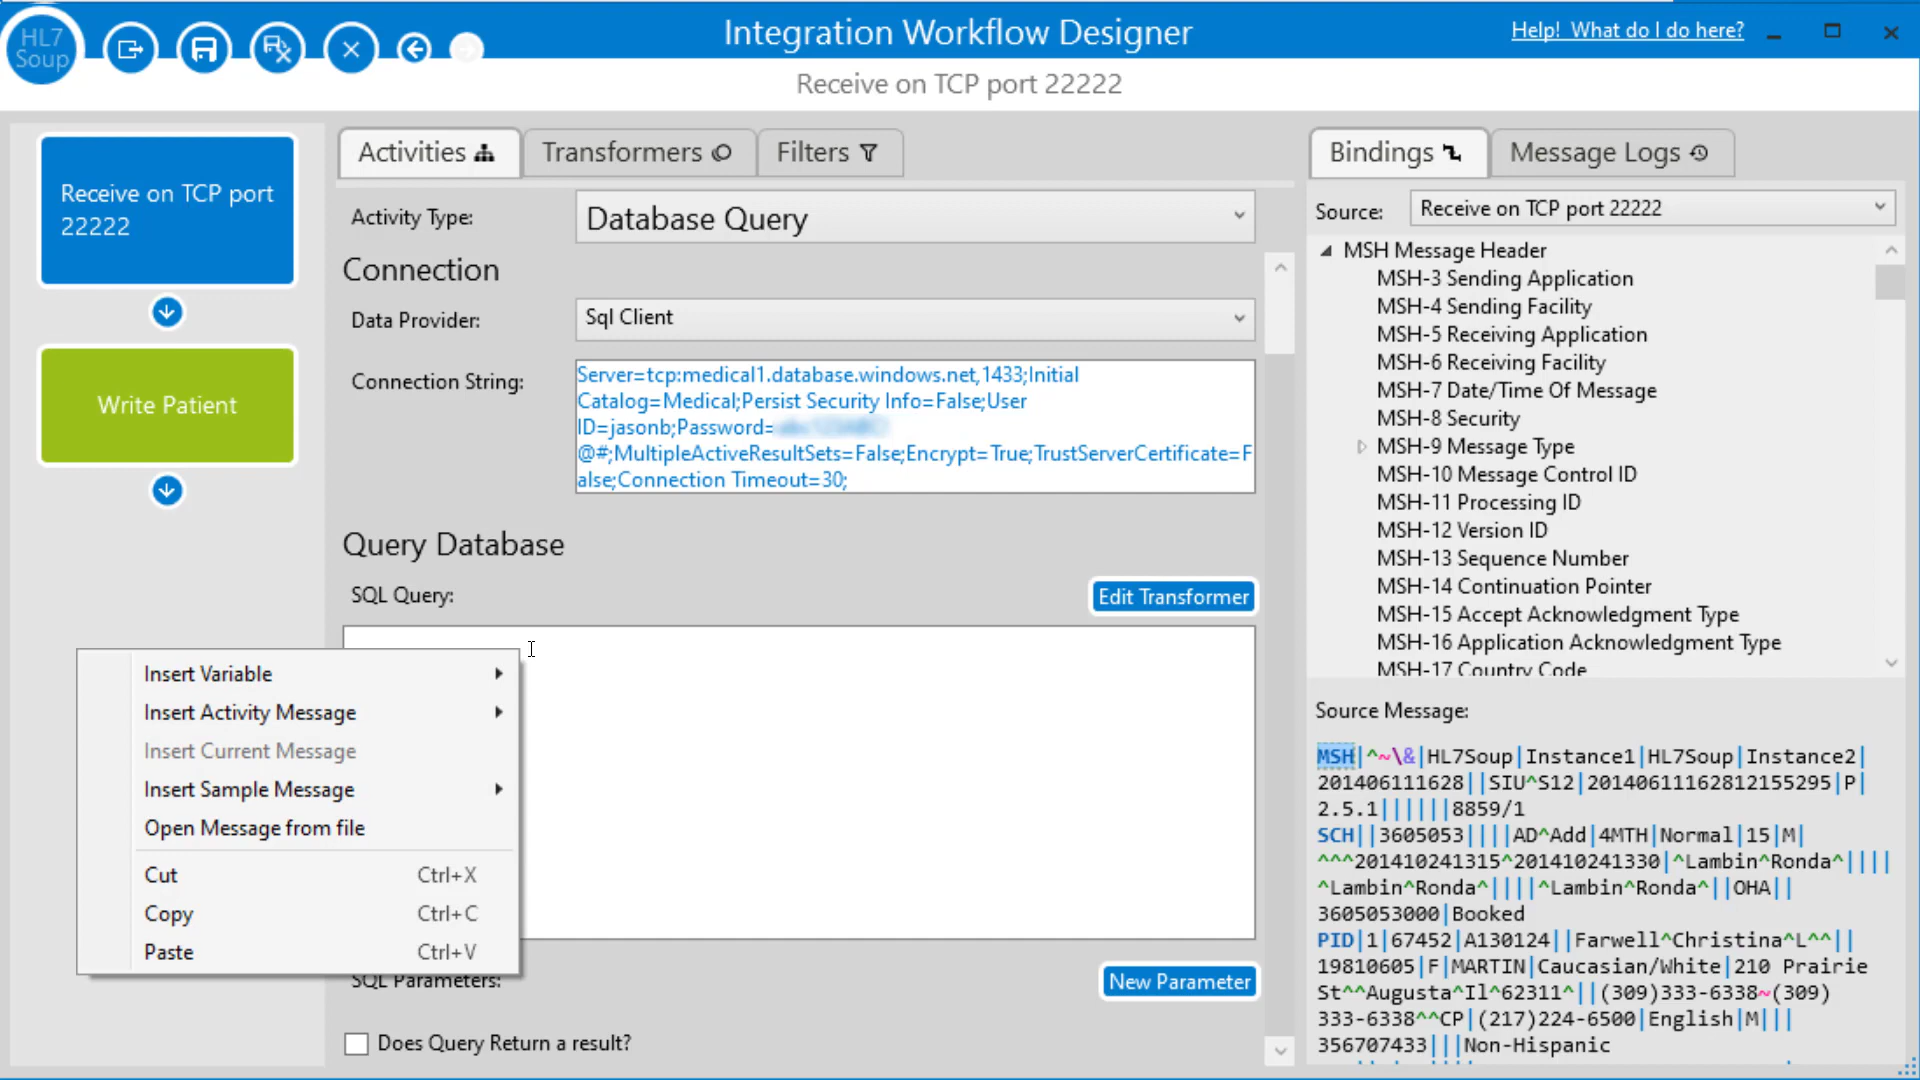 HL7
Soup
Integration Workflow Designer
Help!  What do I do here?
Receive on TCP port 22222
Receive on TCP port
22222
Write Patient
Activities
Transformers
Filters
Activity Type:
Database Query
Connection
Data Provider:
Sql Client
Connection String:
Server=tcp:medical1.database.windows.net,1433;Initial
Catalog=Medical;Persist Security Info=False;User
ID=jasonb;Password=
@#;MultipleActiveResultSets=False;Encrypt=True;TrustServerCertificate=F
alse;Connection Timeout=30;
Query Database
SQL Query:
Edit Transformer
Insert Variable
Insert Activity Message
Insert Current Message
Insert Sample Message
Open Message from file
Cut Ctrl+X
Copy Ctrl+C
Paste Ctrl+V
SQL Parameters:
New Parameter
Does Query Return a result?
Bindings
Message Logs
Source:
Receive on TCP port 22222
MSH Message Header
MSH-3 Sending Application
MSH-4 Sending Facility
MSH-5 Receiving Application
MSH-6 Receiving Facility
MSH-7 Date/Time Of Message
MSH-8 Security
MSH-9 Message Type
MSH-10 Message Control ID
MSH-11 Processing ID
MSH-12 Version ID
MSH-13 Sequence Number
MSH-14 Continuation Pointer
MSH-15 Accept Acknowledgment Type
MSH-16 Application Acknowledgment Type
MSH-17 Country Code
Source Message:
MSH|^~\&|HL7Soup|Instance1|HL7Soup|Instance2|
201406111628||SIU^S12|20140611162812155295|P|
2.5.1||||||8859/1
SCH||3605053||||AD^Add|4MTH|Normal|15|M|
^^^201410241315^201410241330|^Lambin^Ronda^||||
^Lambin^Ronda^||||^Lambin^Ronda^||OHA||
3605053000|Booked
PID|1|67452|A130124||Farwell^Christina^L^^||
19810605|F|MARTIN|Caucasian/White|210 Prairie
St^^Augusta^Il^62311^||(309)333-6338~(309)
333-6338^^CP|(217)224-6500|English|M|||
356707433|||Non-Hispanic